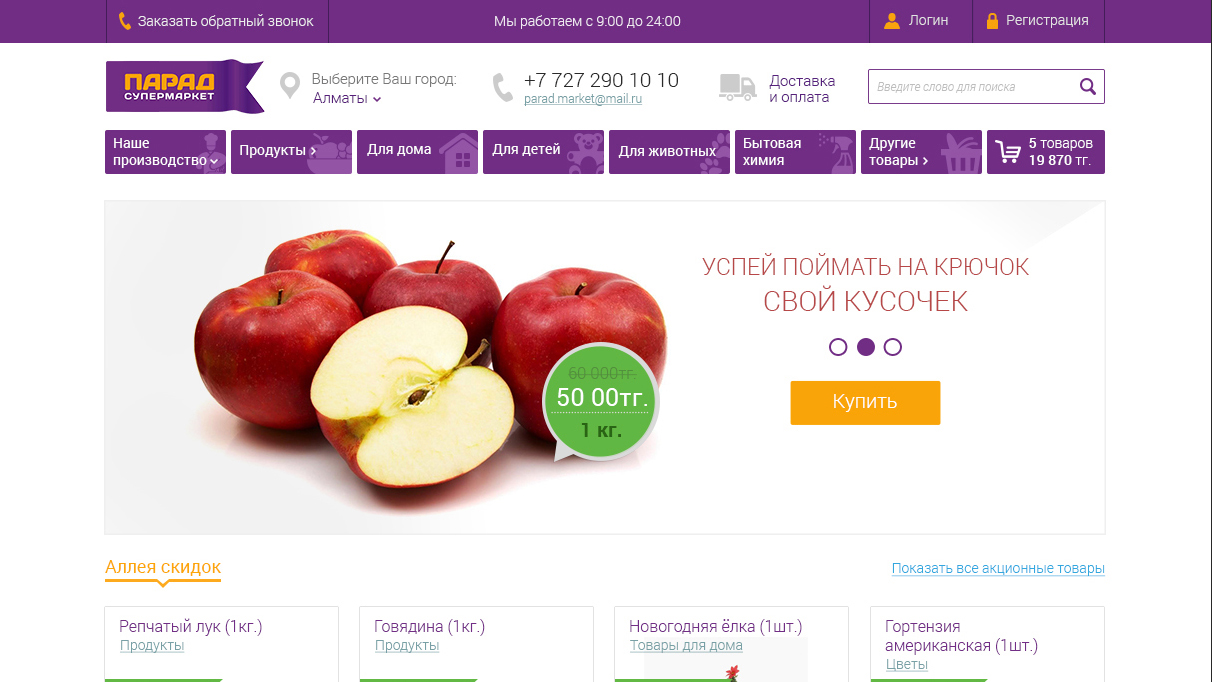 Заказать обратный звонок
Мы работаем с 9:00 до 24:00
Логин
Регистрация
ПАРАД
СУПЕРМАРКЕТ
Выберите Ваш город:
Алматы
+7 727 290 10 10
parad.market@mail.ru
Доставка
и оплата
Введите слово для поиска
Наше
производство
Продукты
Для дома
Для детей
Для животных
Бытовая
химия
Другие
товары
5 товаров
19 870 тг.
УСПЕЙ ПОЙМАТЬ НА КРЮЧОК
СВОЙ КУСОЧЕК
60 000тг.
50 00тг.
1 кг.
Купить
Аллея скидок
Показать все акционные товары
Репчатый лук (1кг.)
Продукты
Говядина (1кг.)
Продукты
Новогодняя ёлка (1шт.)
Товары для дома
Гортензия
американская (1шт.)
Цветы